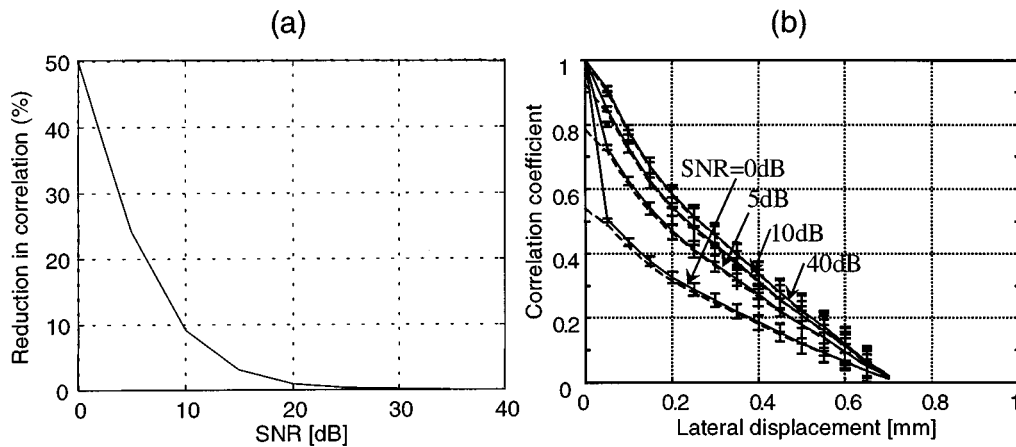 (a)
Reduction in correlation (%)
50
40
30
20
10
0
0
10
20
30
40
SNR [dB]
(b)
Correlation coefficient
1
0.8
0.6
0.4
0.2
0
SNR=0dB
5dB
10dB
40dB
0
0.2
0.4
0.6
0.8
1
Lateral displacement [mm]